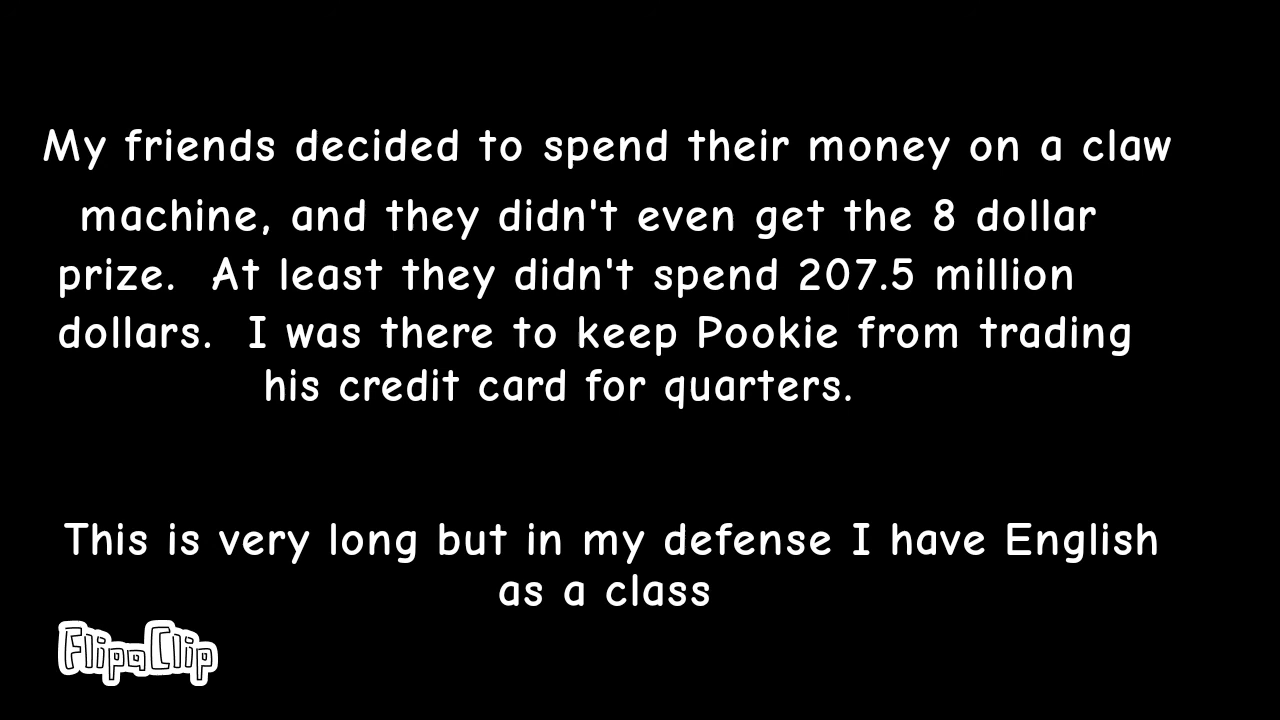 My friends decided to spend their money on a claw
machine, and they didn't even get the 8 dollar
prize.  At least they didn't spend 207.5 million
dollars.  I was there to keep Pookie from trading
his credit card for quarters.
This is very long but in my defense I have English
as a class
FlipaClip